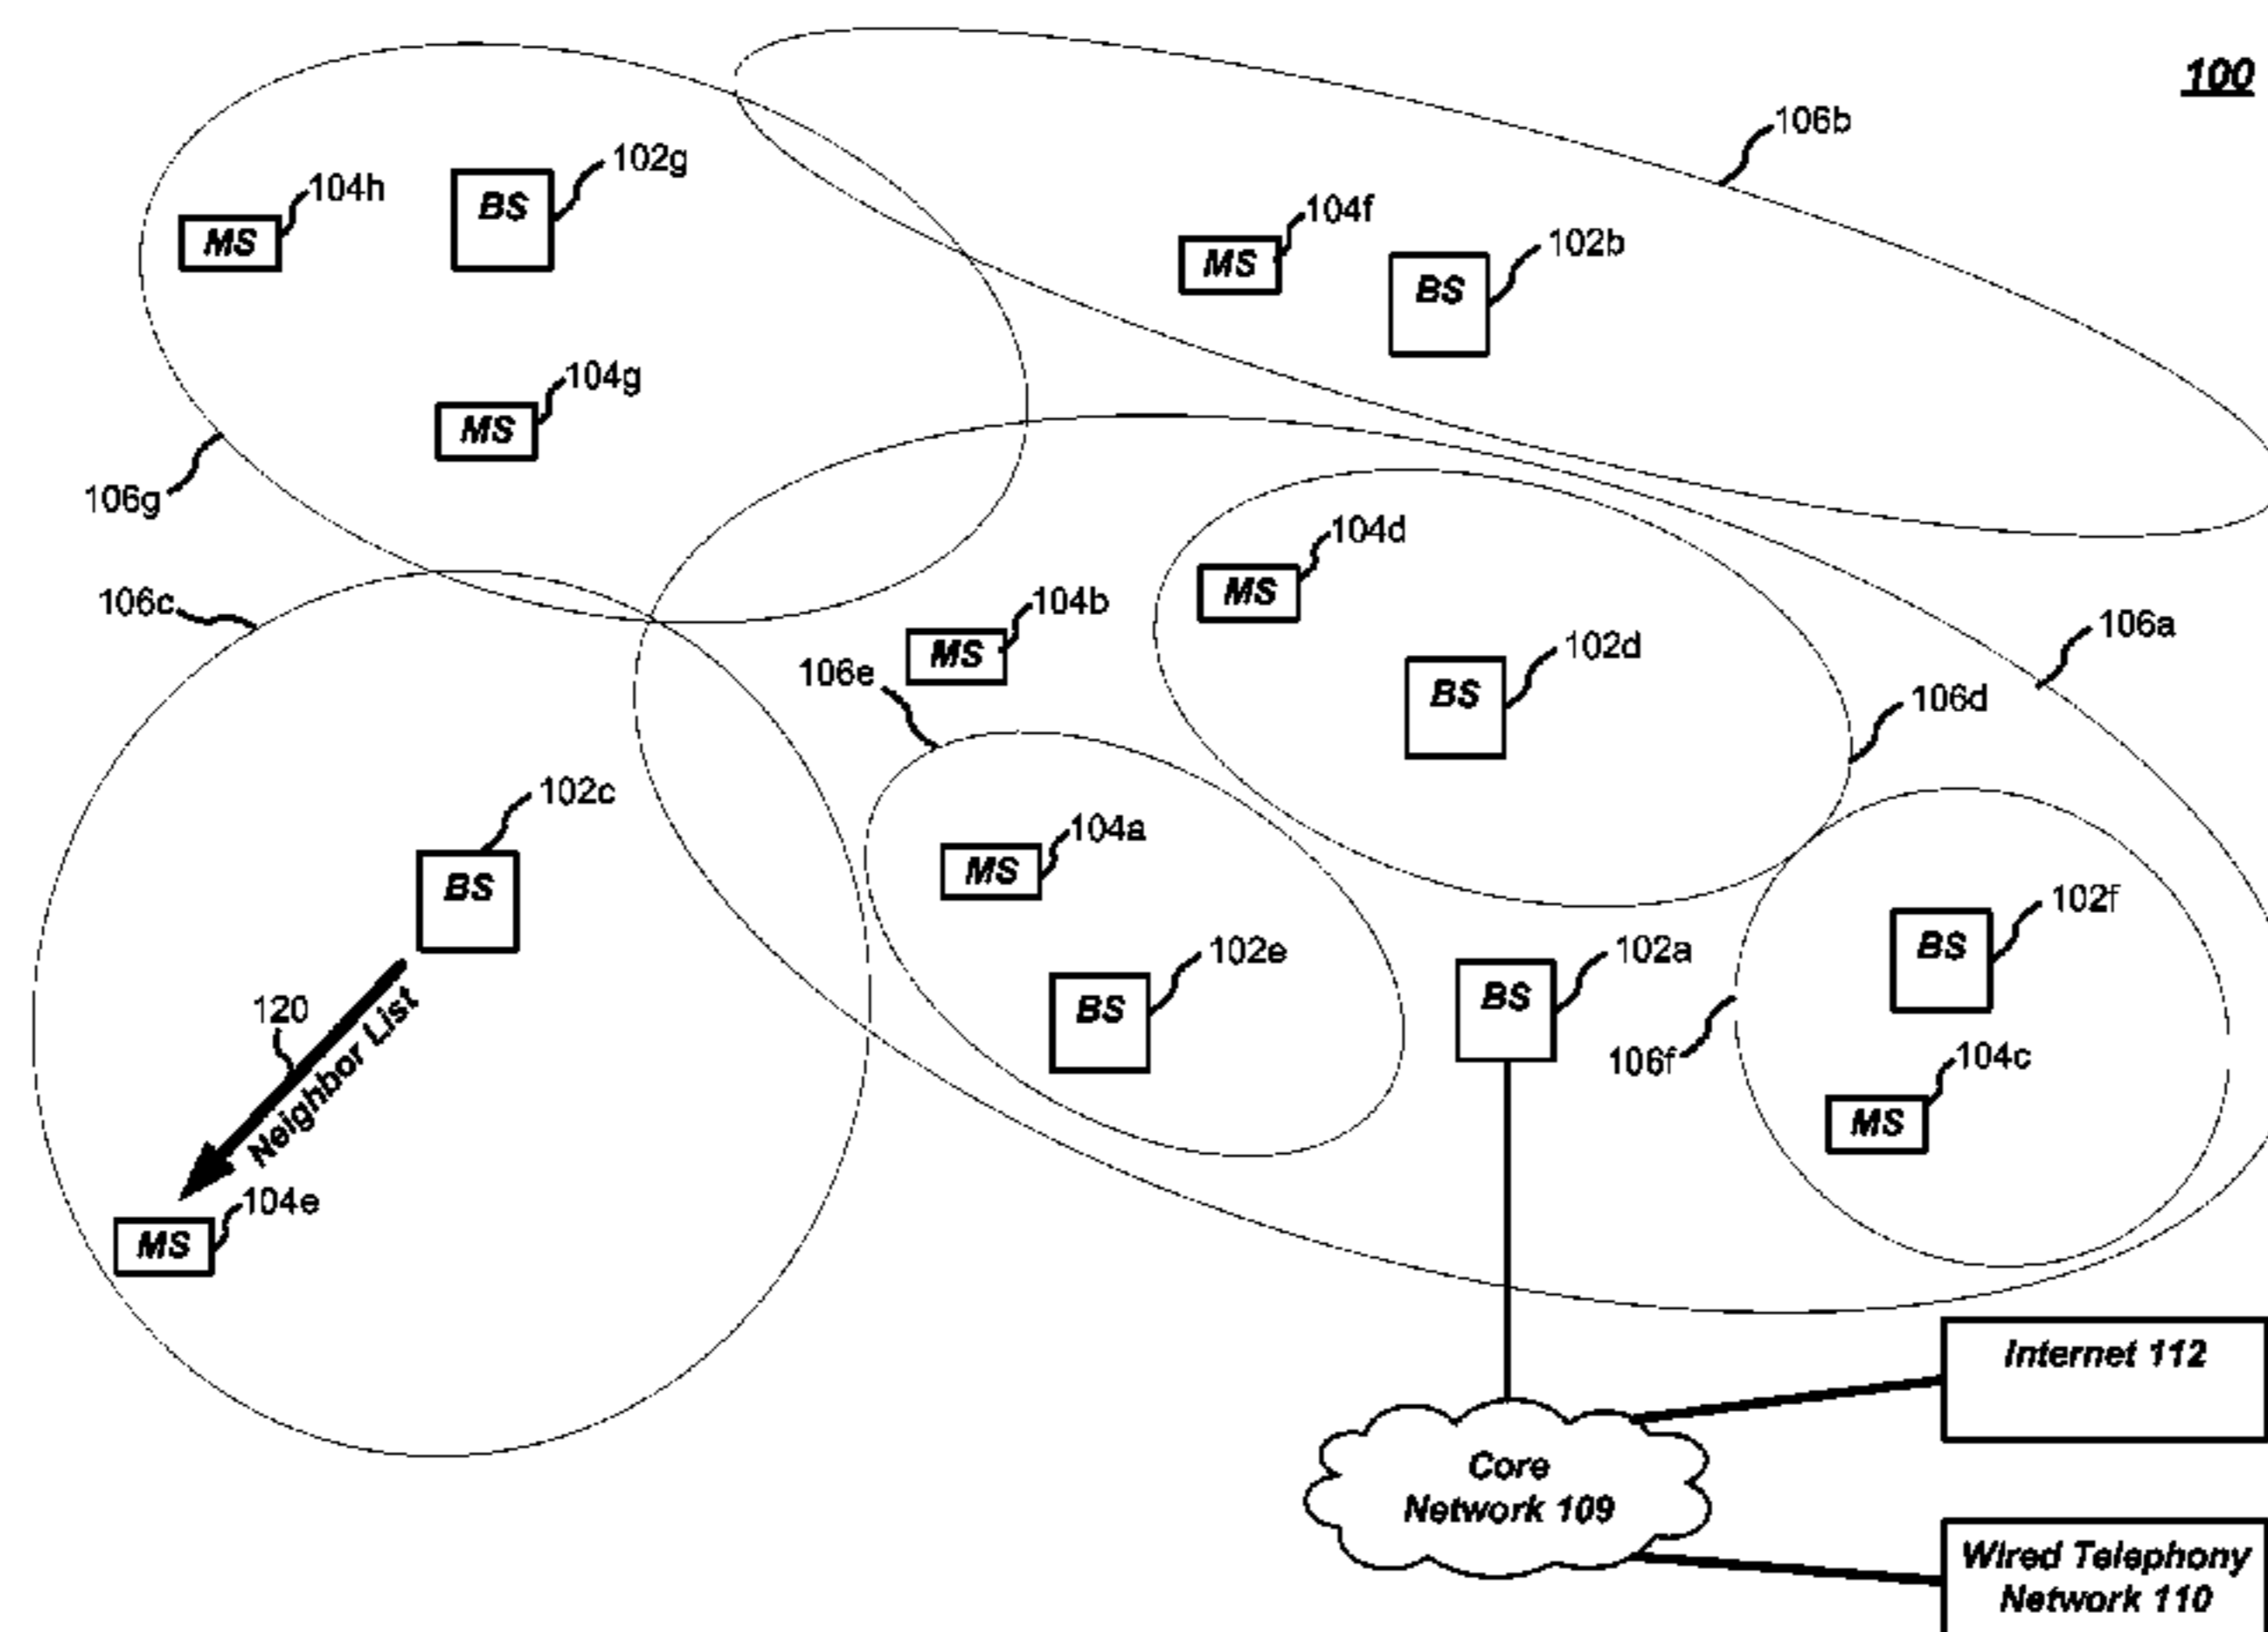 100
106b
102g
104h
BS
MS
104f
102b
MS
BS
104g
MS
106g
104d
106c
MS
104b
106a
MS
102d
106e
BS
106d
102c
104a
BS
MS
102f
102e
102a
BS
BS
BS
120
Neighbor List
106f
104c
MS
104e
MS
Internet 112
Core
Network 109
Wired Telephony
Network 110